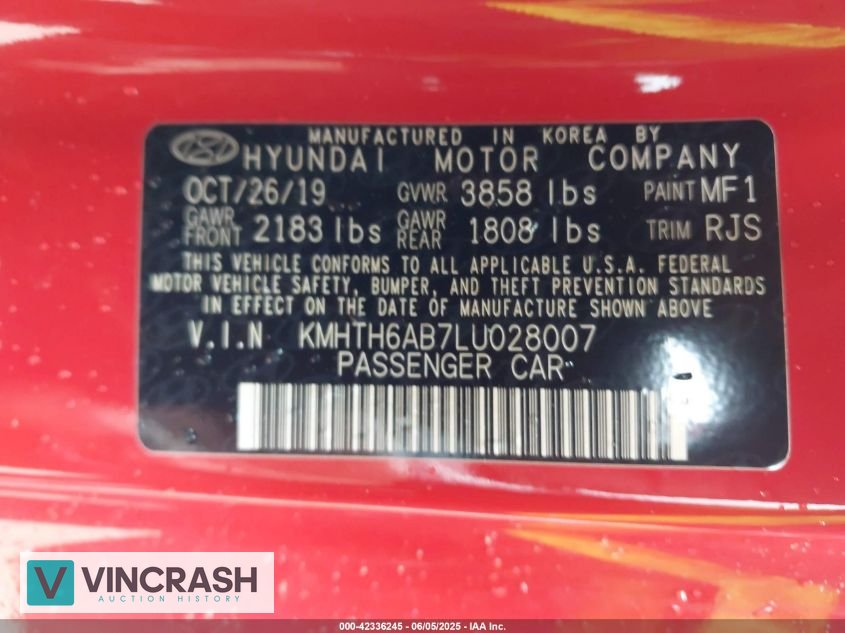 MANUFACTURED IN KOREA BY
HYUNDAI MOTOR COMPANY
OCT/26/19 GVWR 3858 lbs PAINT MF1
GAWR FRONT 2183 lbs GAWR REAR 1808 lbs TRIM RJS
THIS VEHICLE CONFORMS TO ALL APPLICABLE U.S.A. FEDERAL
MOTOR VEHICLE SAFETY, BUMPER, AND THEFT PREVENTION STANDARDS
IN EFFECT ON THE DATE OF MANUFACTURE SHOWN ABOVE
V.I.N KMHTH6AB7LU028007
PASSENGER CAR
V VINCRASH
AUCTION HISTORY
000-42336245 - 06/05/2025 - IAA Inc.